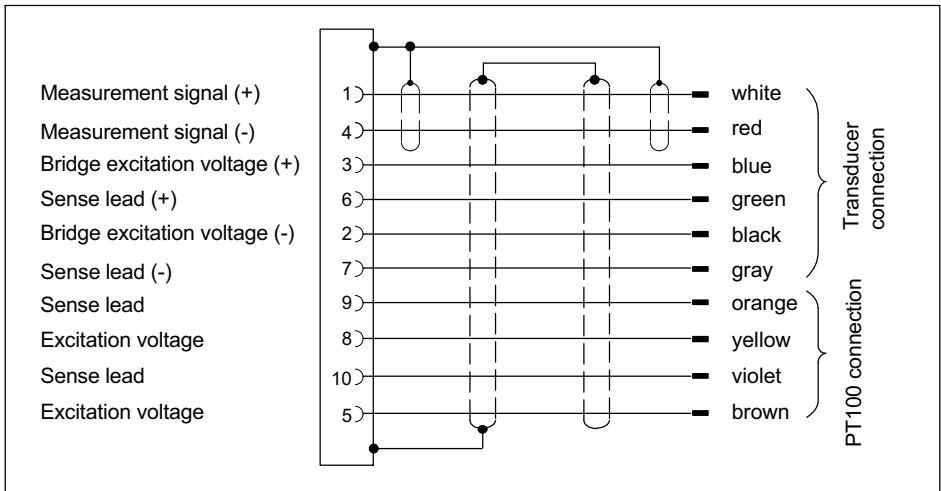 Measurement signal (+) 1 white
Measurement signal (-) 4 red
Bridge excitation voltage (+) 3 blue
Sense lead (+) 6 green
Bridge excitation voltage (-) 2 black
Sense lead (-) 7 gray
Sense lead 9 orange
Excitation voltage 8 yellow
Sense lead 10 violet
Excitation voltage 5 brown
Transducer
connection
PT100 connection